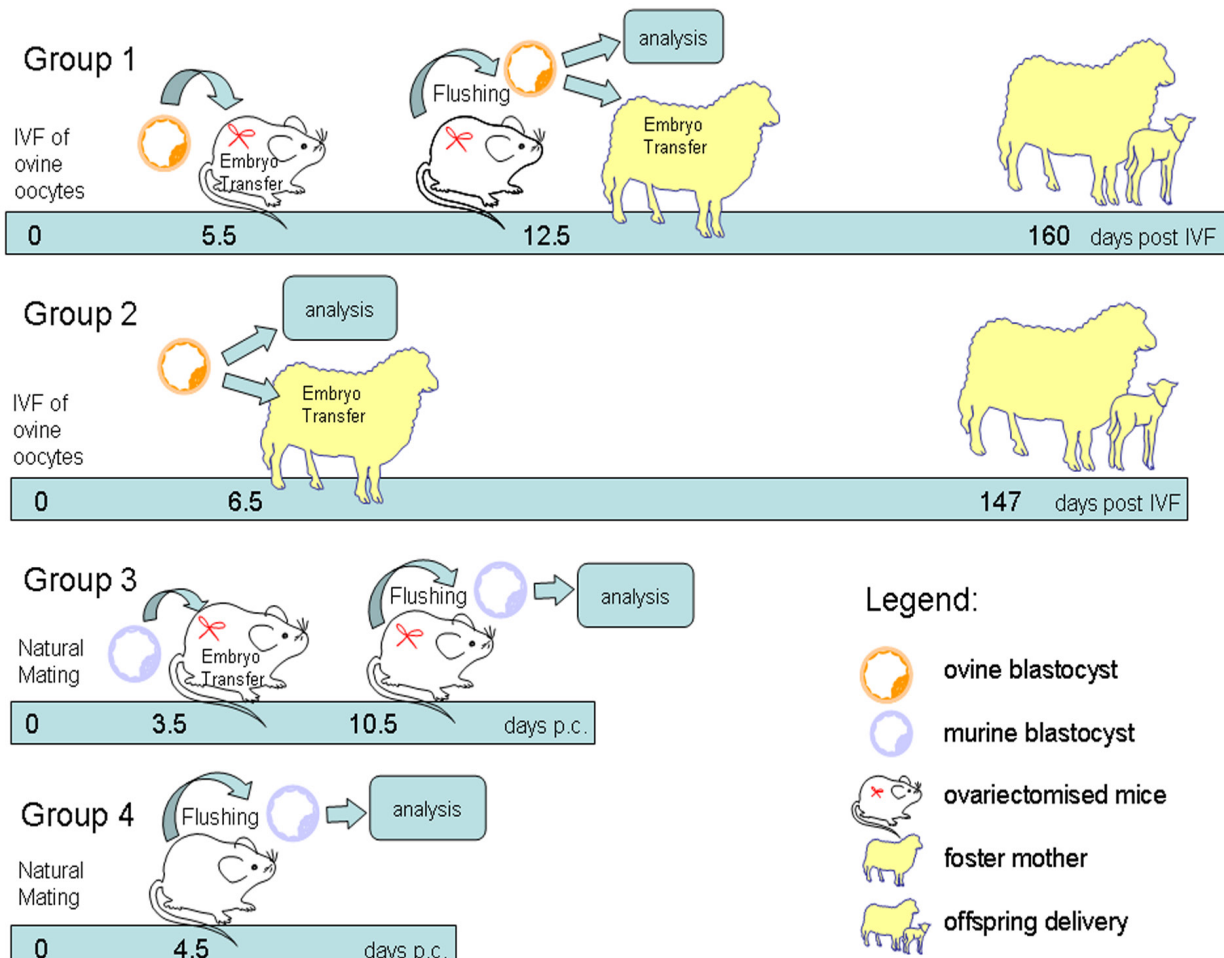 Group 1
analysis
Flushing
IVF of
ovine
oocytes
Embryo
Transfer
Embryo
Transfer
0 5.5 12.5 160 days post IVF
Group 2
analysis
IVF of
ovine
oocytes
Embryo
Transfer
0 6.5 147 days post IVF
Group 3
Flushing
analysis
Natural
Mating
Embryo
Transfer
0 3.5 10.5 days p.c.
Group 4
Flushing
analysis
Natural
Mating
0 4.5 days p.c.
Legend:
ovine blastocyst
murine blastocyst
ovariectomised mice
foster mother
offspring delivery